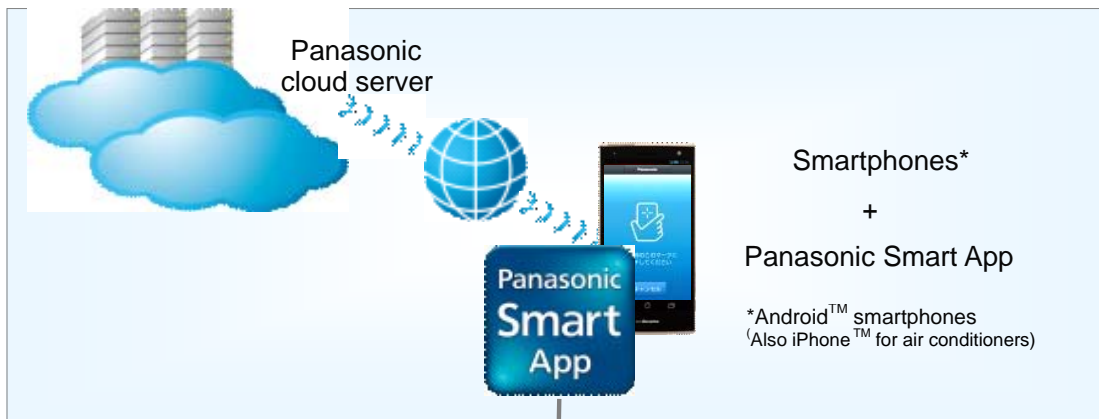 Panasonic
cloud server
Smartphones*
+
Panasonic Smart App
*Android™ smartphones
(Also iPhone™ for air conditioners)
Panasonic
Panasonic
Smart
App